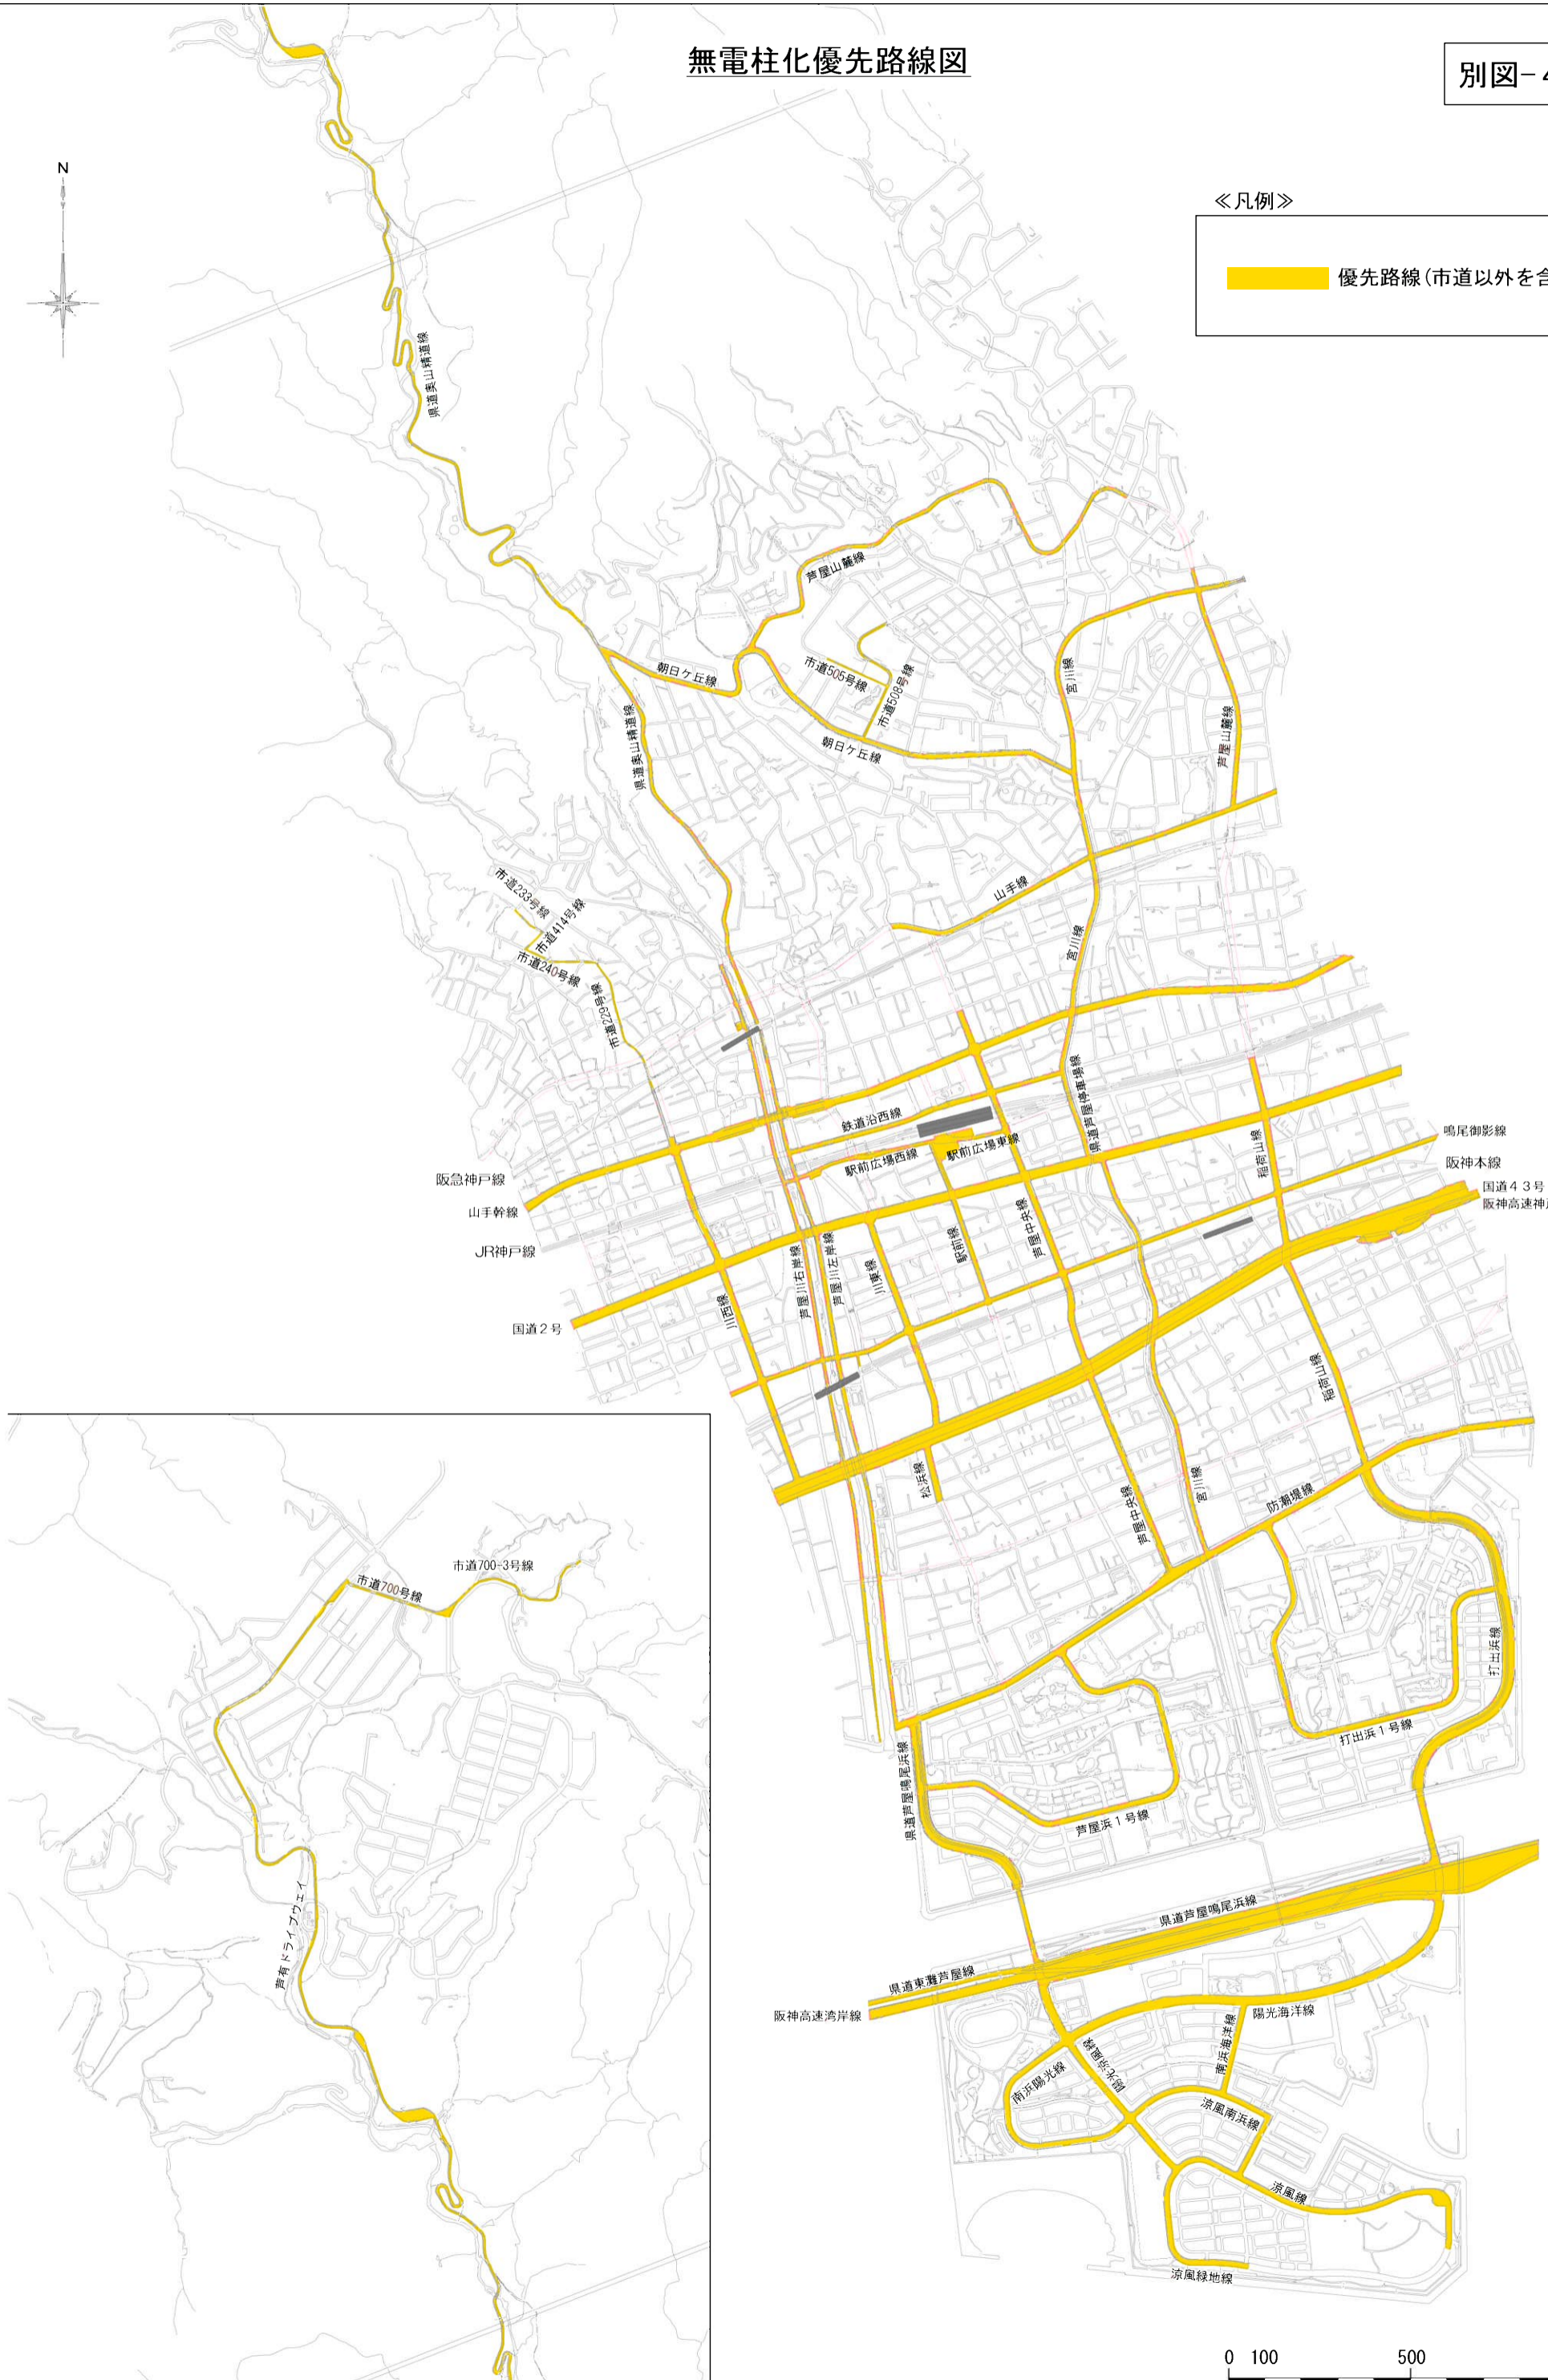 無電柱化優先路線図
別図-4
N
≪凡例≫
優先路線(市道以外を含
県道奥山精道線
芦屋山麓線
朝日ケ丘線
市道505号線
市道508号線
宮川線
県道奥山精道線
朝日ケ丘線
芦屋山麓線
山手線
市道233号線
市道414号線
市道240号線
市道229号線
宮川線
県道芦屋停車場線
鉄道沿西線
駅前広場西線
駅前広場東線
稲荷山線
鳴尾御影線
阪神本線
国道43号
阪神高速神戸
阪急神戸線
山手幹線
JR神戸線
国道2号
川西線
芦屋川右岸線
芦屋川左岸線
川東線
駅前線
芦屋中央線
稲荷山線
松浜線
芦屋中央線
宮川線
防潮堤線
打出浜線
打出浜1号線
県道芦屋鳴尾浜線
芦屋浜1号線
県道芦屋鳴尾浜線
県道東灘芦屋線
阪神高速湾岸線
陽光海洋線
南浜陽光線
陽光涼風線
南浜海洋線
涼風南浜線
涼風線
涼風緑地線
市道700号線
市道700-3号線
芦有ドライブウェイ
0 100 500